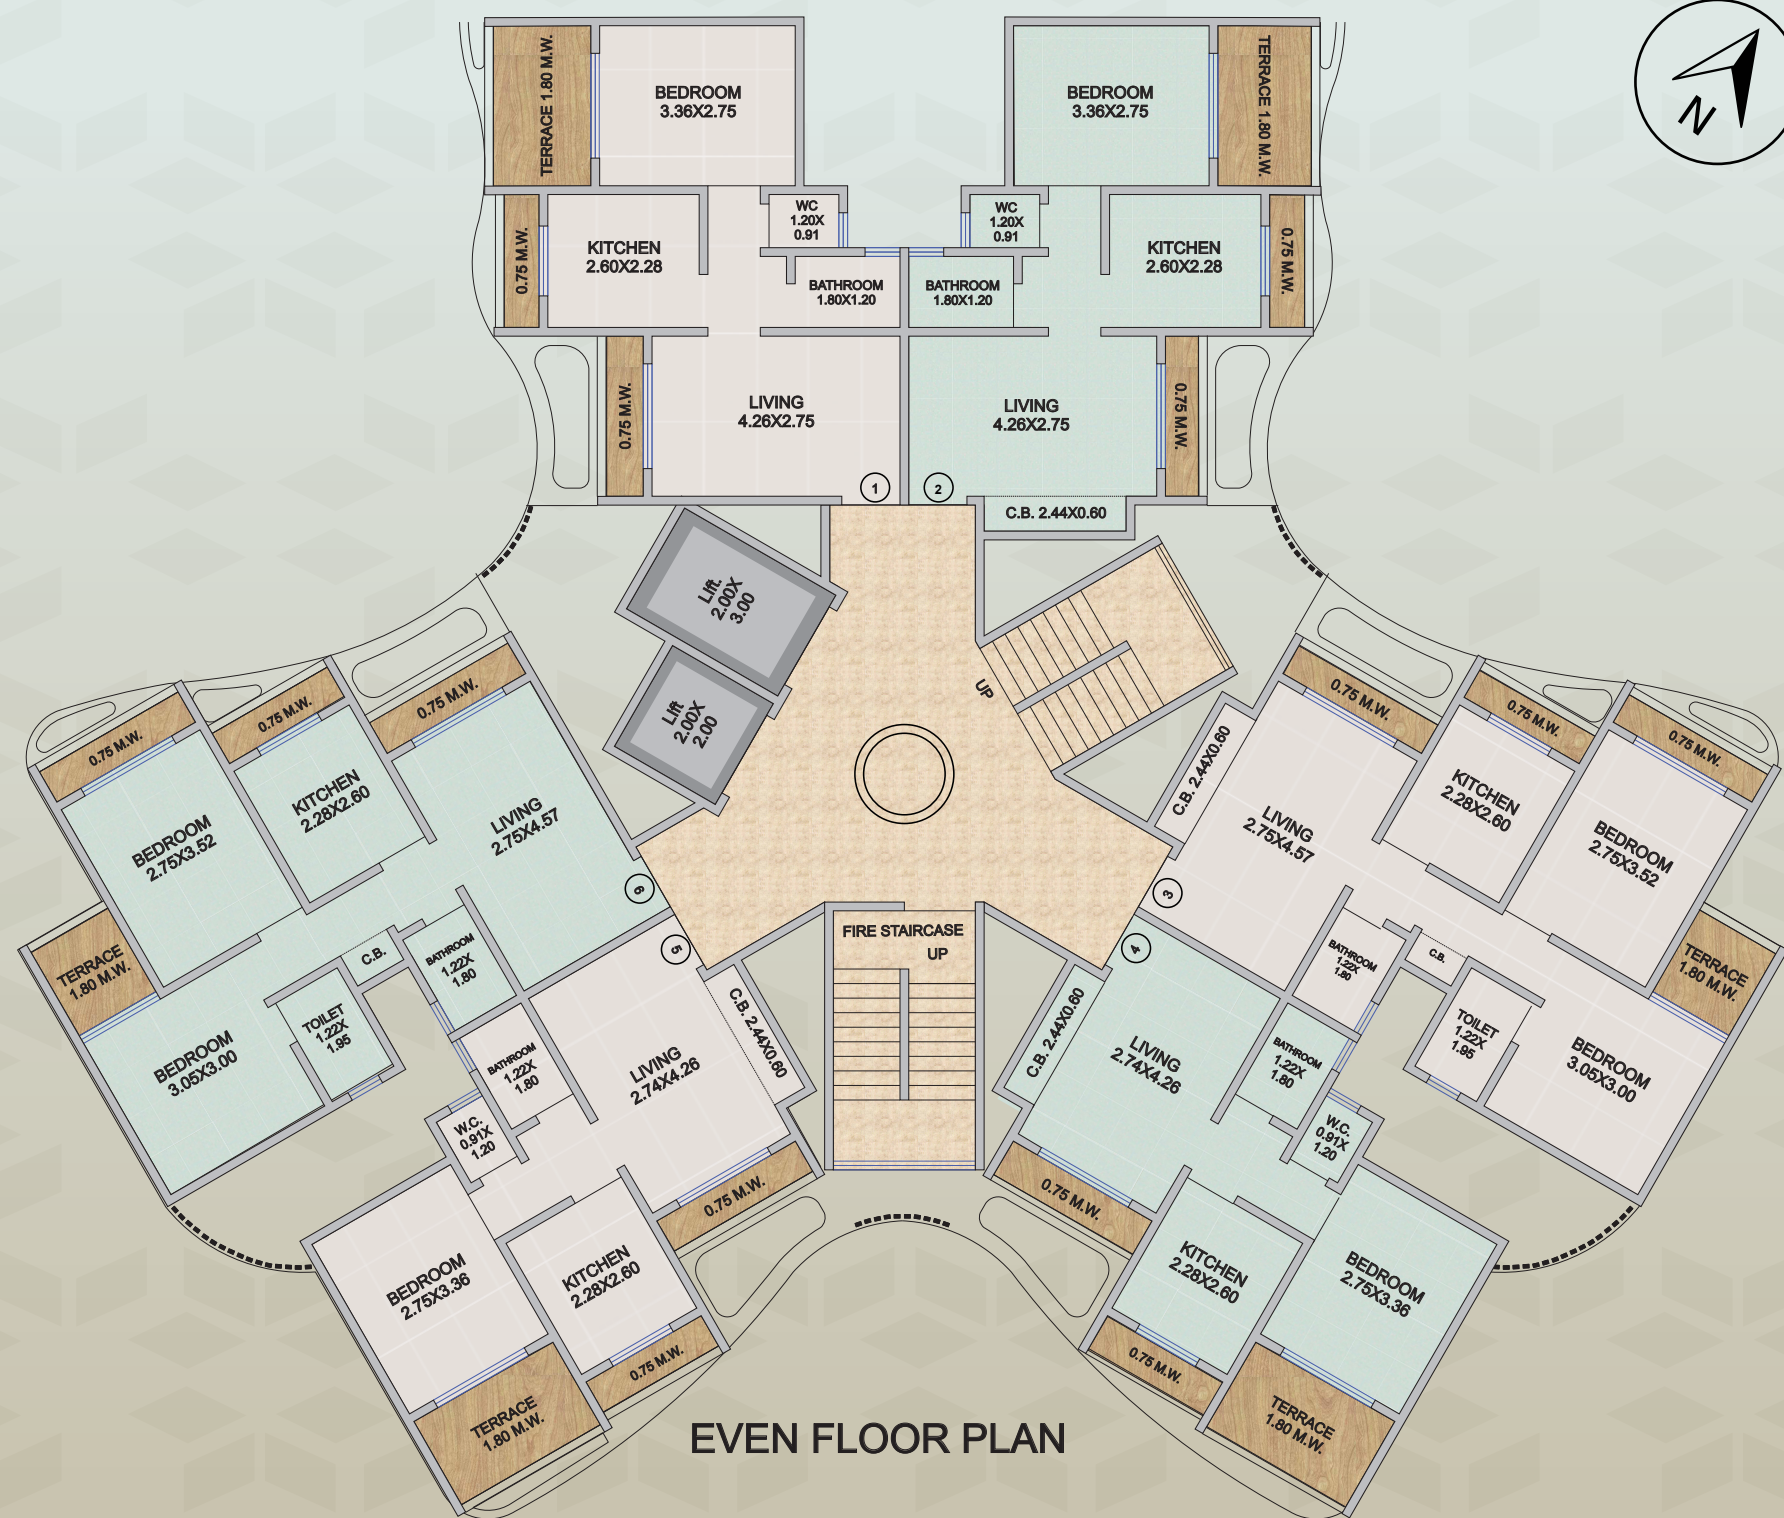 N
TERRACE 1.80 M.W.
BEDROOM
3.36X2.75
BEDROOM
3.36X2.75
TERRACE 1.80 M.W.
0.75 M.W.
KITCHEN
2.60X2.28
WC
1.20X
0.91
BATHROOM
1.80X1.20
WC
1.20X
0.91
BATHROOM
1.80X1.20
KITCHEN
2.60X2.28
0.75 M.W.
0.75 M.W.
LIVING
4.26X2.75
1
LIVING
4.26X2.75
2
0.75 M.W.
C.B. 2.44X0.60
Lift.
2.00X
3.00
Lift
2.00X
2.00
UP
0.75 M.W.
0.75 M.W.
0.75 M.W.
BEDROOM
2.75X3.52
KITCHEN
2.28X2.60
LIVING
2.75X4.57
6
TERRACE
1.80 M.W.
C.B.
BATHROOM
1.22X
1.80
TOILET
1.22X
1.95
BEDROOM
3.05X3.00
0.75 M.W.
0.75 M.W.
0.75 M.W.
C.B. 2.44X0.60
LIVING
2.75X4.57
KITCHEN
2.28X2.60
BEDROOM
2.75X3.52
3
BATHROOM
1.22X
1.80
C.B.
TERRACE
1.80 M.W.
TOILET
1.22X
1.95
BEDROOM
3.05X3.00
FIRE STAIRCASE
UP
5
C.B. 2.44X0.60
LIVING
2.74X4.26
BATHROOM
1.22X
1.80
W.C.
0.91X
1.20
0.75 M.W.
BEDROOM
2.75X3.36
KITCHEN
2.28X2.60
0.75 M.W.
TERRACE
1.80 M.W.
4
C.B. 2.44X0.60
LIVING
2.74X4.26
BATHROOM
1.22X
1.80
W.C.
0.91X
1.20
0.75 M.W.
KITCHEN
2.28X2.60
BEDROOM
2.75X3.36
0.75 M.W.
TERRACE
1.80 M.W.
EVEN FLOOR PLAN